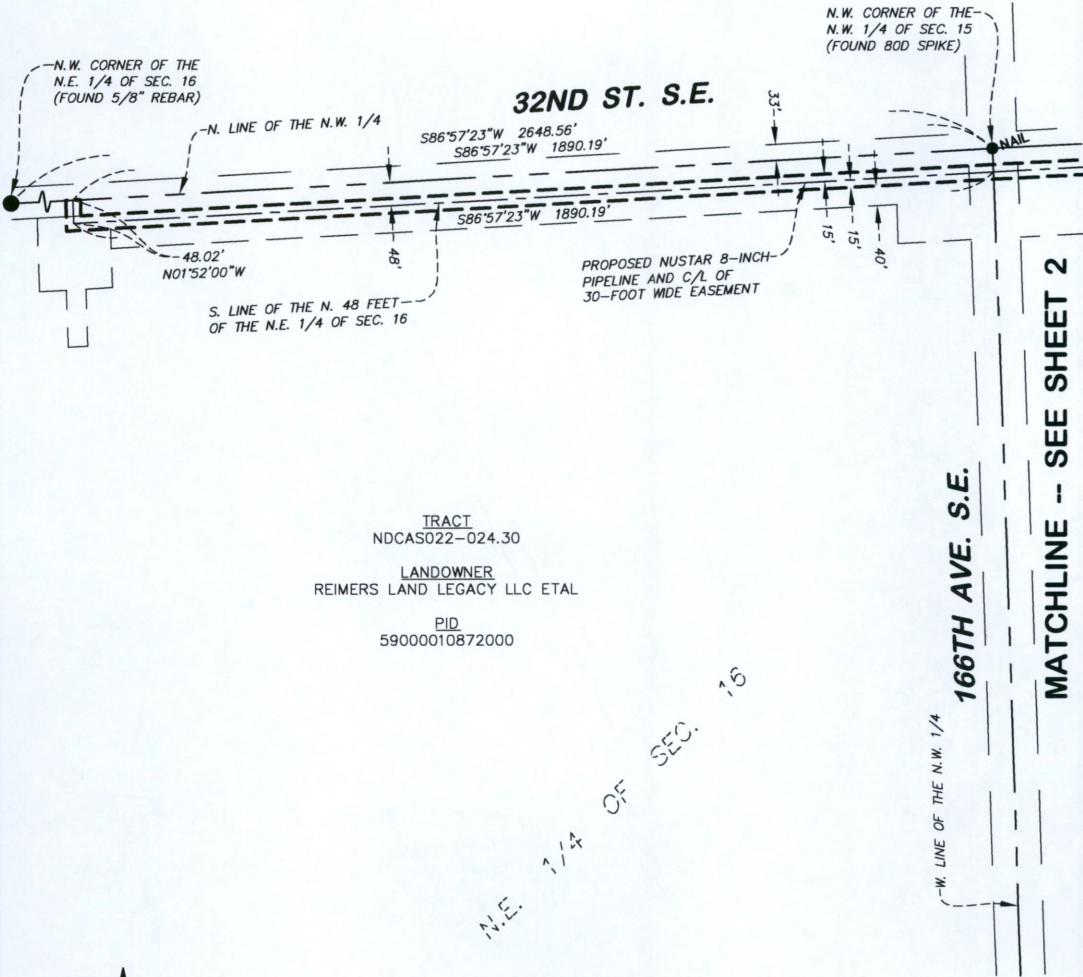 N.W. CORNER OF THE
N.E. 1/4 OF SEC. 16
(FOUND 5/8" REBAR)
N.W. CORNER OF THE
N.W. 1/4 OF SEC. 15
(FOUND 80D SPIKE)
32ND ST. S.E.
N. LINE OF THE N.W. 1/4
S86°57'23"W 2648.56'
S86°57'23"W 1890.19'
33'
NAIL
S86°57'23"W 1890.19'
48.02'
N01°52'00"W
48'
15'
15'
40'
PROPOSED NUSTAR 8-INCH
PIPELINE AND C/L OF
30-FOOT WIDE EASEMENT
S. LINE OF THE N. 48 FEET
OF THE N.E. 1/4 OF SEC. 16
TRACT
NDCAS022-024.30
LANDOWNER
REIMERS LAND LEGACY LLC ETAL
PID
59000010872000
N.E. 1/4 OF SEC. 16
166TH AVE. S.E.
W. LINE OF THE N.W. 1/4
MATCHLINE -- SEE SHEET 2